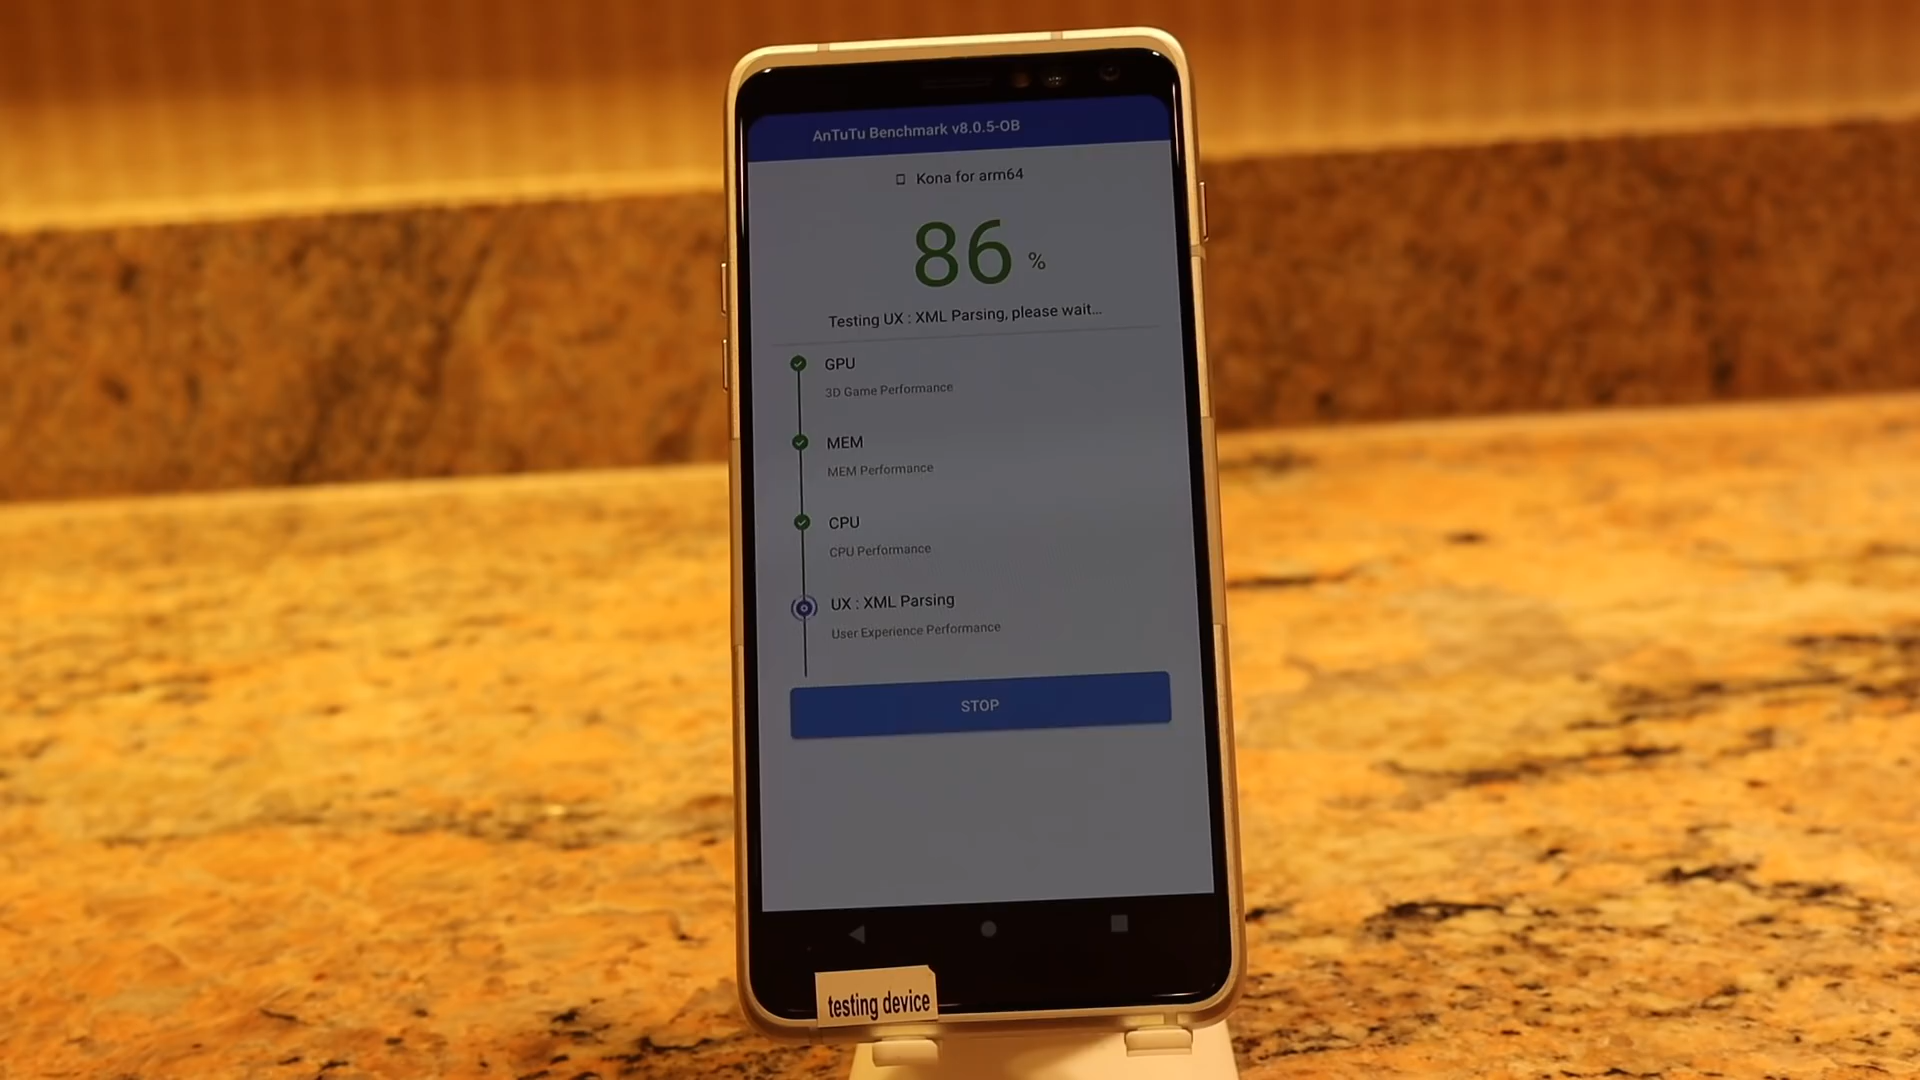 AnTuTu Benchmark v8.0.5-OB
Kona for arm64
86 %
Testing UX : XML Parsing, please wait...
GPU
3D Game Performance
MEM
MEM Performance
CPU
CPU Performance
UX : XML Parsing
User Experience Performance
STOP
testing device